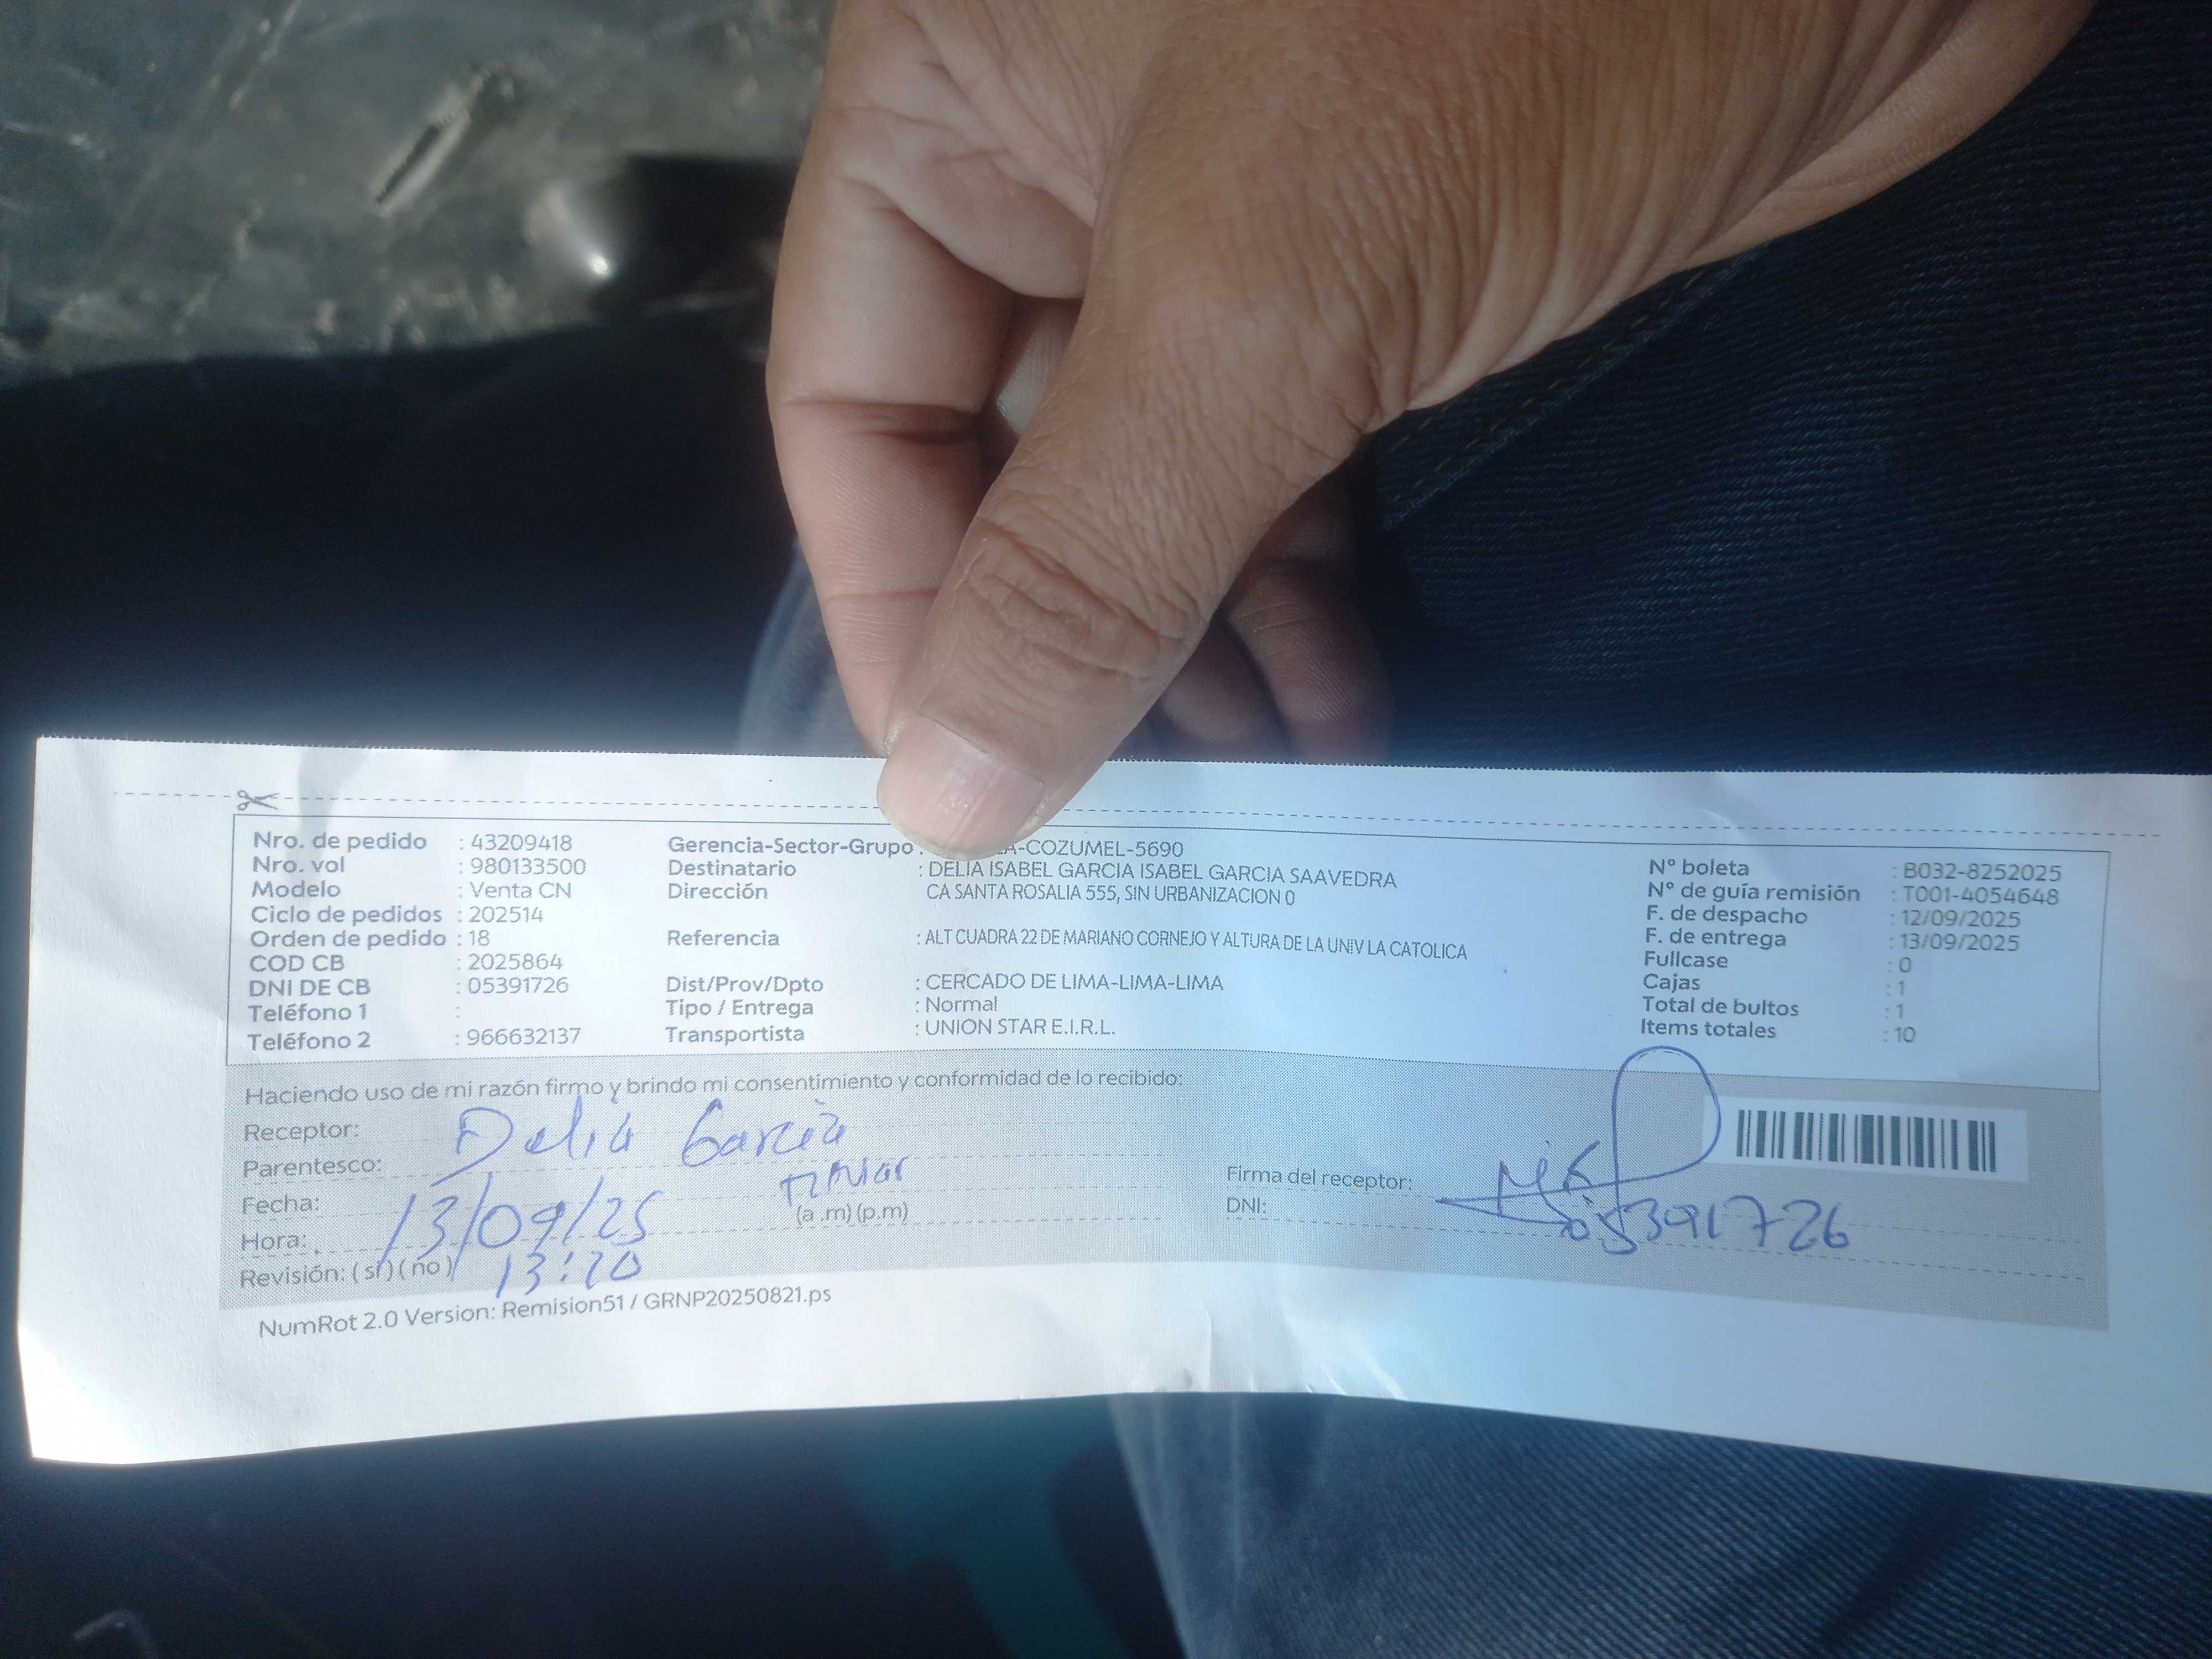 Nro. de pedido : 43209418
Nro. vol : 980133500
Modelo : Venta CN
Ciclo de pedidos : 202514
Orden de pedido : 18
COD CB : 2025864
DNI DE CB : 05391726
Teléfono 1 :
Teléfono 2 : 966632137
Gerencia-Sector-Grupo : A-COZUMEL-5690
Destinatario : DELIA ISABEL GARCIA ISABEL GARCIA SAAVEDRA
Dirección CA SANTA ROSALIA 555, SIN URBANIZACION 0
Referencia : ALT CUADRA 22 DE MARIANO CORNEJO Y ALTURA DE LA UNIV LA CATOLICA
Dist/Prov/Dpto : CERCADO DE LIMA-LIMA-LIMA
Tipo / Entrega : Normal
Transportista : UNION STAR E.I.R.L.
N° boleta : B032-8252025
N° de guía remisión : T001-4054648
F. de despacho : 12/09/2025
F. de entrega : 13/09/2025
Fullcase : 0
Cajas : 1
Total de bultos : 1
Items totales : 10
Haciendo uso de mi razón firmo y brindo mi consentimiento y conformidad de lo recibido:
Receptor: Delia Garcia
Parentesco: Titular
Fecha: 13/09/25
Hora: 13:20 (a .m) (p.m)
Revisión: ( si ) ( no )
Firma del receptor:
DNI: 05391726
NumRot 2.0 Version: Remision51 / GRNP20250821.ps